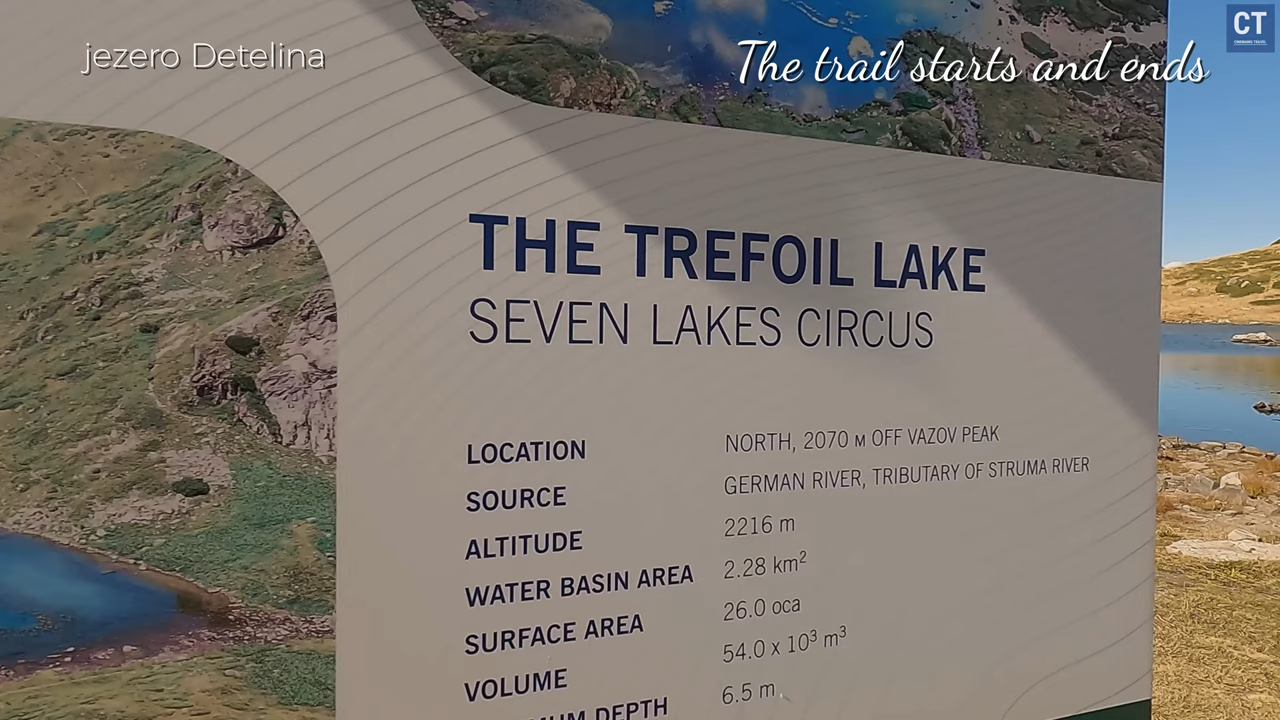 jezero Detelina
The trail starts and ends
CT
THE TREFOIL LAKE
SEVEN LAKES CIRCUS
LOCATION NORTH, 2070 м OFF VAZOV PEAK
SOURCE GERMAN RIVER, TRIBUTARY OF STRUMA RIVER
ALTITUDE 2216 m
WATER BASIN AREA 2.28 km²
SURFACE AREA 26.0 oca
VOLUME 54.0 x 10³ m³
DEPTH 6.5 m